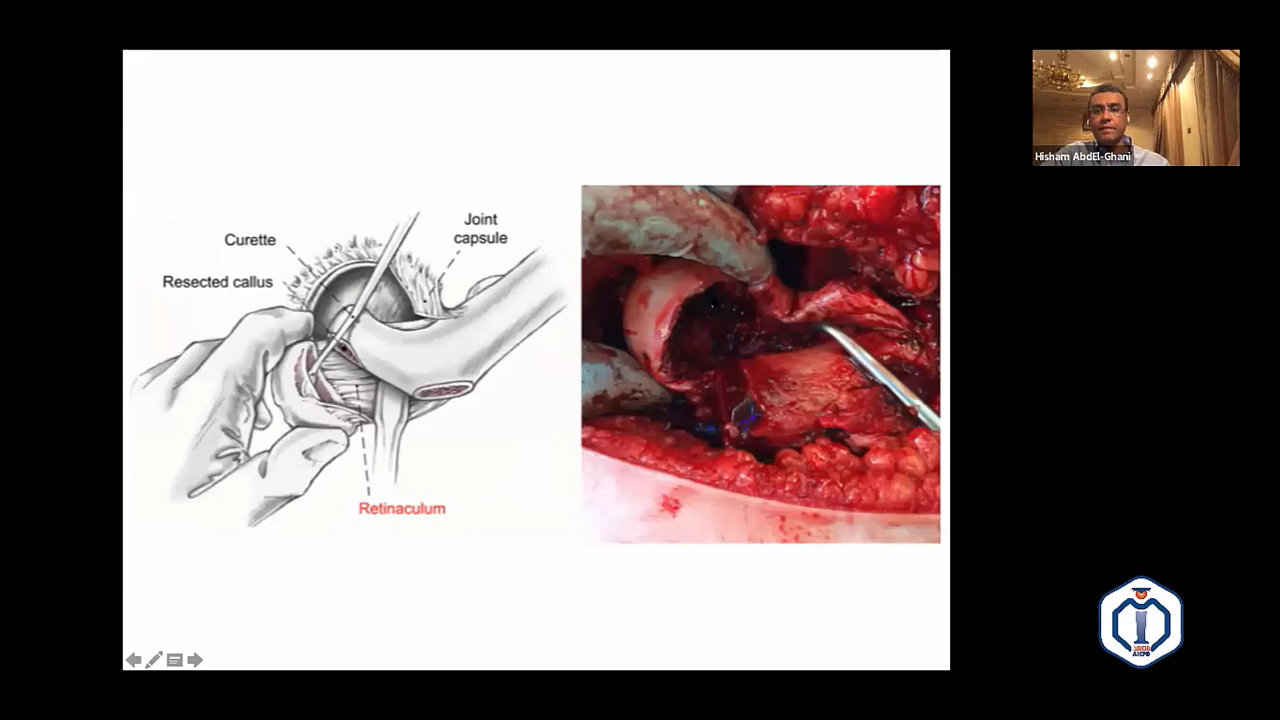 Curette
Joint
capsule
Resected callus
Retinaculum
Hisham AbdEl-Ghani